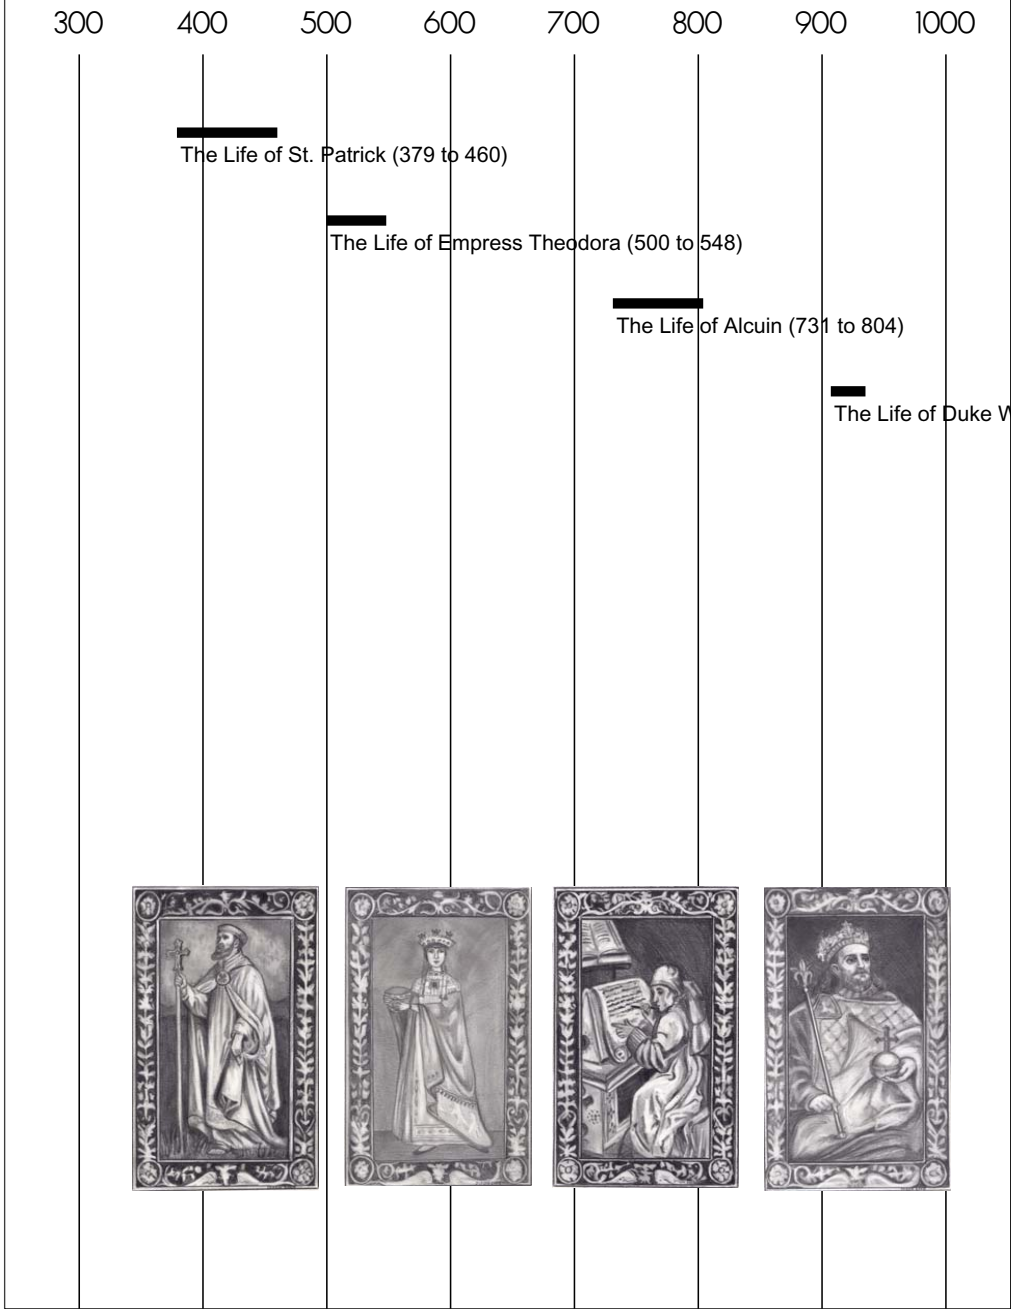 300 400 500 600 700 800 900 1000
The Life of St. Patrick (379 to 460)
The Life of Empress Theodora (500 to 548)
The Life of Alcuin (731 to 804)
The Life of Duke